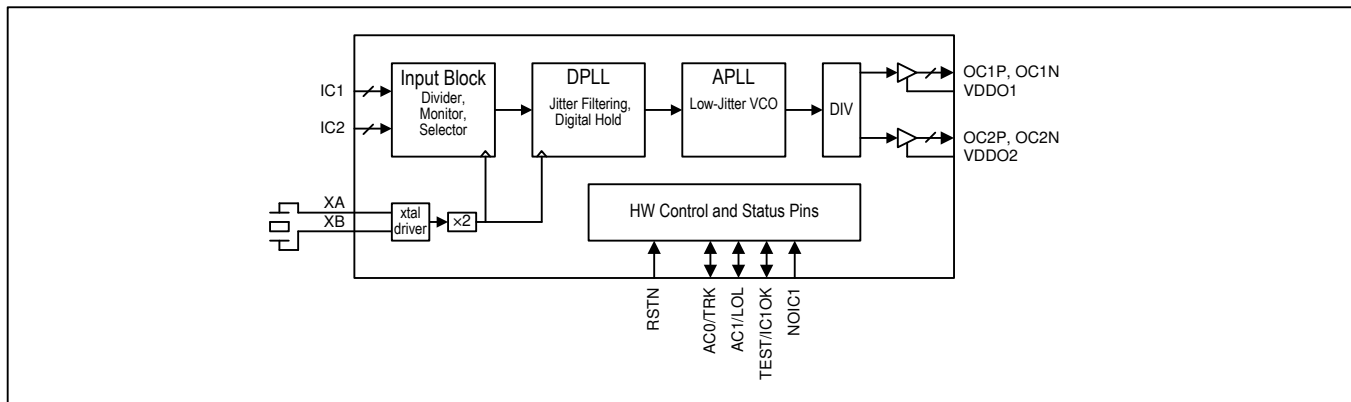 IC1
IC2
Input Block
Divider,
Monitor,
Selector
DPLL
Jitter Filtering,
Digital Hold
APLL
Low-Jitter VCO
DIV
OC1P, OC1N
VDDO1
OC2P, OC2N
VDDO2
XA
XB
xtal
driver
×2
HW Control and Status Pins
RSTN
AC0/TRK
AC1/LOL
TEST/IC1OK
NOIC1